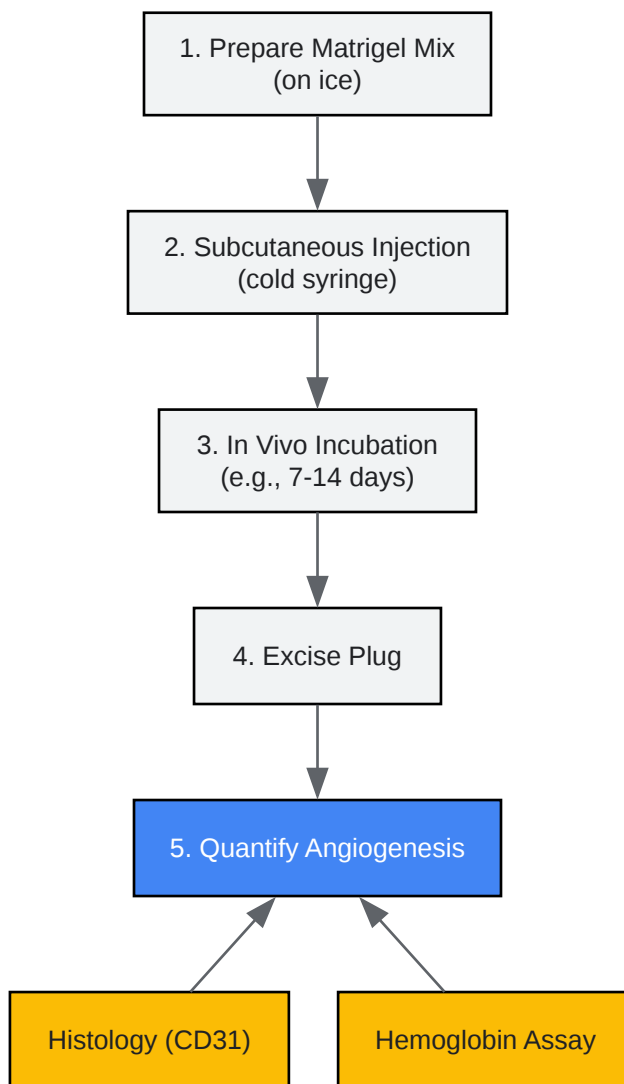 1. Prepare Matrigel Mix
(on ice)
2. Subcutaneous Injection
(cold syringe)
3. In Vivo Incubation
(e.g., 7-14 days)
4. Excise Plug
5. Quantify Angiogenesis
Histology (CD31)
Hemoglobin Assay